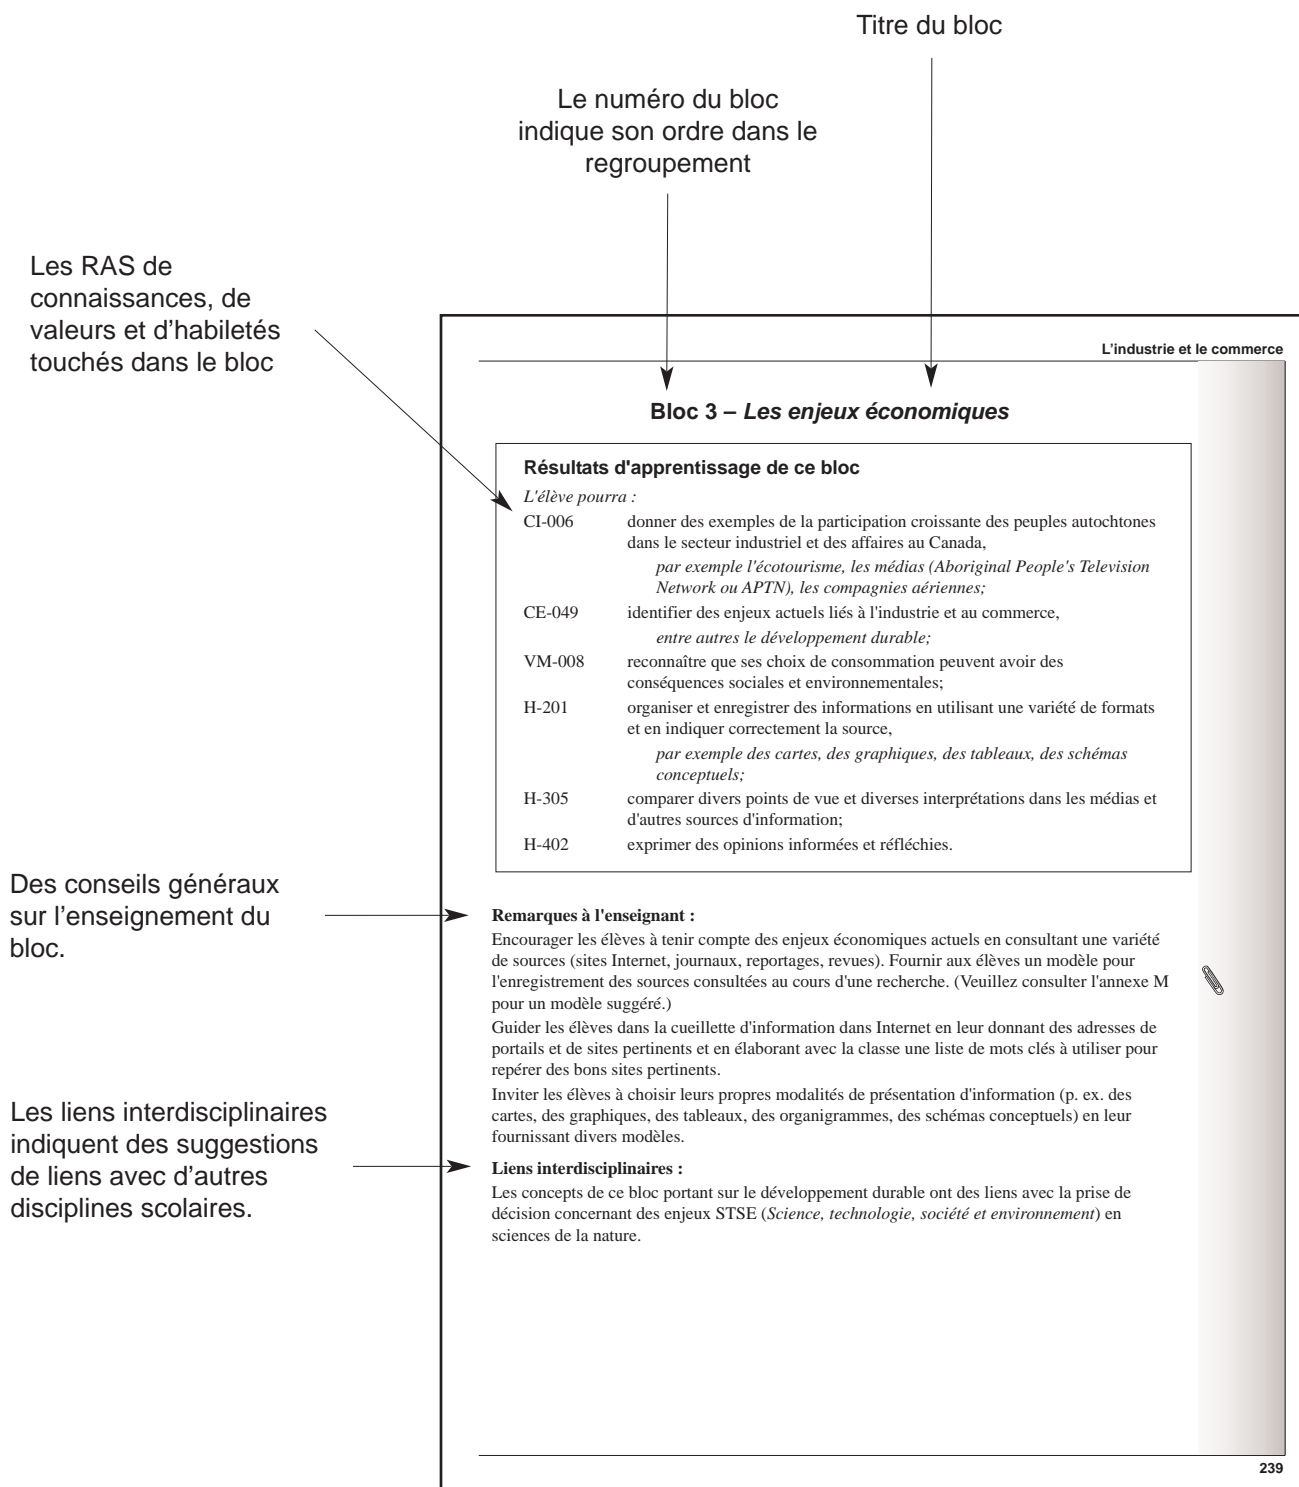 Titre du bloc
Le numéro du bloc
indique son ordre dans le
regroupement
Les RAS de
connaissances, de
valeurs et d'habiletés
touchés dans le bloc
L'industrie et le commerce
Bloc 3 – Les enjeux économiques
Résultats d'apprentissage de ce bloc
L'élève pourra :
CI-006 donner des exemples de la participation croissante des peuples autochtones
dans le secteur industriel et des affaires au Canada,
par exemple l'écotourisme, les médias (Aboriginal People's Television
Network ou APTN), les compagnies aériennes;
CE-049 identifier des enjeux actuels liés à l'industrie et au commerce,
entre autres le développement durable;
VM-008 reconnaître que ses choix de consommation peuvent avoir des
conséquences sociales et environnementales;
H-201 organiser et enregistrer des informations en utilisant une variété de formats
et en indiquer correctement la source,
par exemple des cartes, des graphiques, des tableaux, des schémas
conceptuels;
H-305 comparer divers points de vue et diverses interprétations dans les médias et
d'autres sources d'information;
H-402 exprimer des opinions informées et réfléchies.
Des conseils généraux
sur l'enseignement du
bloc.
Remarques à l'enseignant :
Encourager les élèves à tenir compte des enjeux économiques actuels en consultant une variété
de sources (sites Internet, journaux, reportages, revues). Fournir aux élèves un modèle pour
l'enregistrement des sources consultées au cours d'une recherche. (Veuillez consulter l'annexe M
pour un modèle suggéré.)
Guider les élèves dans la cueillette d'information dans Internet en leur donnant des adresses de
portails et de sites pertinents et en élaborant avec la classe une liste de mots clés à utiliser pour
repérer des bons sites pertinents.
Inviter les élèves à choisir leurs propres modalités de présentation d'information (p. ex. des
cartes, des graphiques, des tableaux, des organigrammes, des schémas conceptuels) en leur
fournissant divers modèles.
Les liens interdisciplinaires
indiquent des suggestions
de liens avec d'autres
disciplines scolaires.
Liens interdisciplinaires :
Les concepts de ce bloc portant sur le développement durable ont des liens avec la prise de
décision concernant des enjeux STSE (Science, technologie, société et environnement) en
sciences de la nature.
239